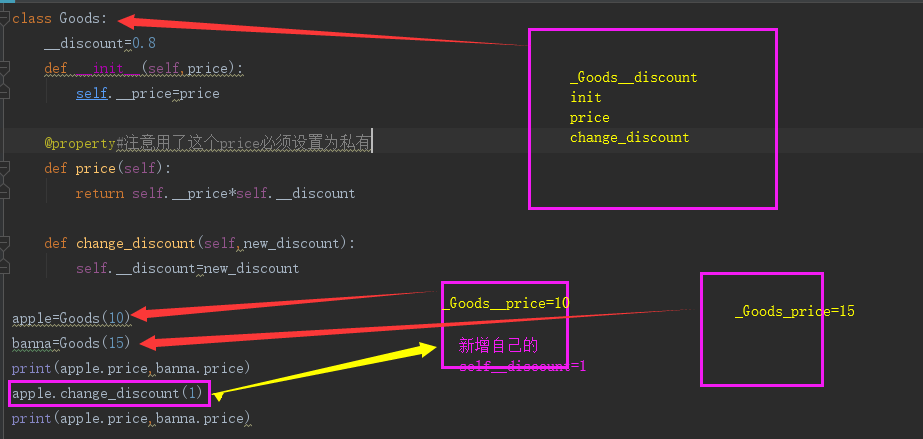 class Goods:
__discount=0.8
def __init__(self,price):
self.__price=price
@property#注意用了这个price必须设置为私有
def price(self):
return self.__price*self.__discount
def change_discount(self,new_discount):
self.__discount=new_discount
apple=Goods(10)
banna=Goods(15)
print(apple.price,banna.price)
apple.change_discount(1)
print(apple.price,banna.price)
_Goods__discount
init
price
change_discount
_Goods__price=10
新增自己的
self__discount=1
_Goods_price=15